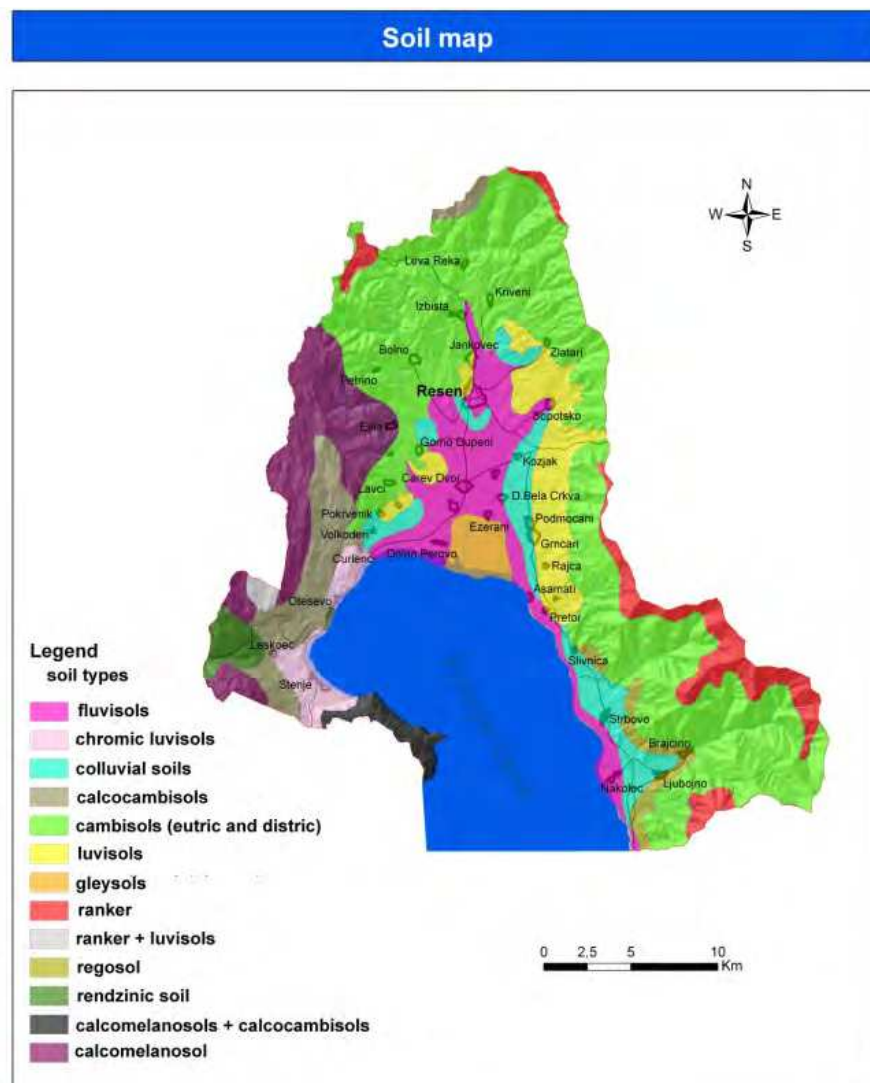 Soil map
N
W E
S
Leva Reka
Kriveni
Izbista
Jankovec
Bolno
Zlatari
Petrino
Resen
Sopotsko
Evla
Gorno Dupeni
Kozjak
Carev Dvor
Lavci
D.Bela Crkva
Pokrvenik
Podmocani
Ezerani
Volkoderi
Grncari
Dolno Perovo
Rajca
Asamati
Otesevo
Pretor
Leskoec
Slivnica
Stenje
Strbovo
Brajcino
Nakolec
Ljubojno
Legend
soil types
fluvisols
chromic luvisols
colluvial soils
calcocambisols
cambisols (eutric and distric)
luvisols
gleysols
ranker
ranker + luvisols
regosol
rendzinic soil
calcomelanosols + calcocambisols
calcomelanosol
0 2,5 5 10
Km